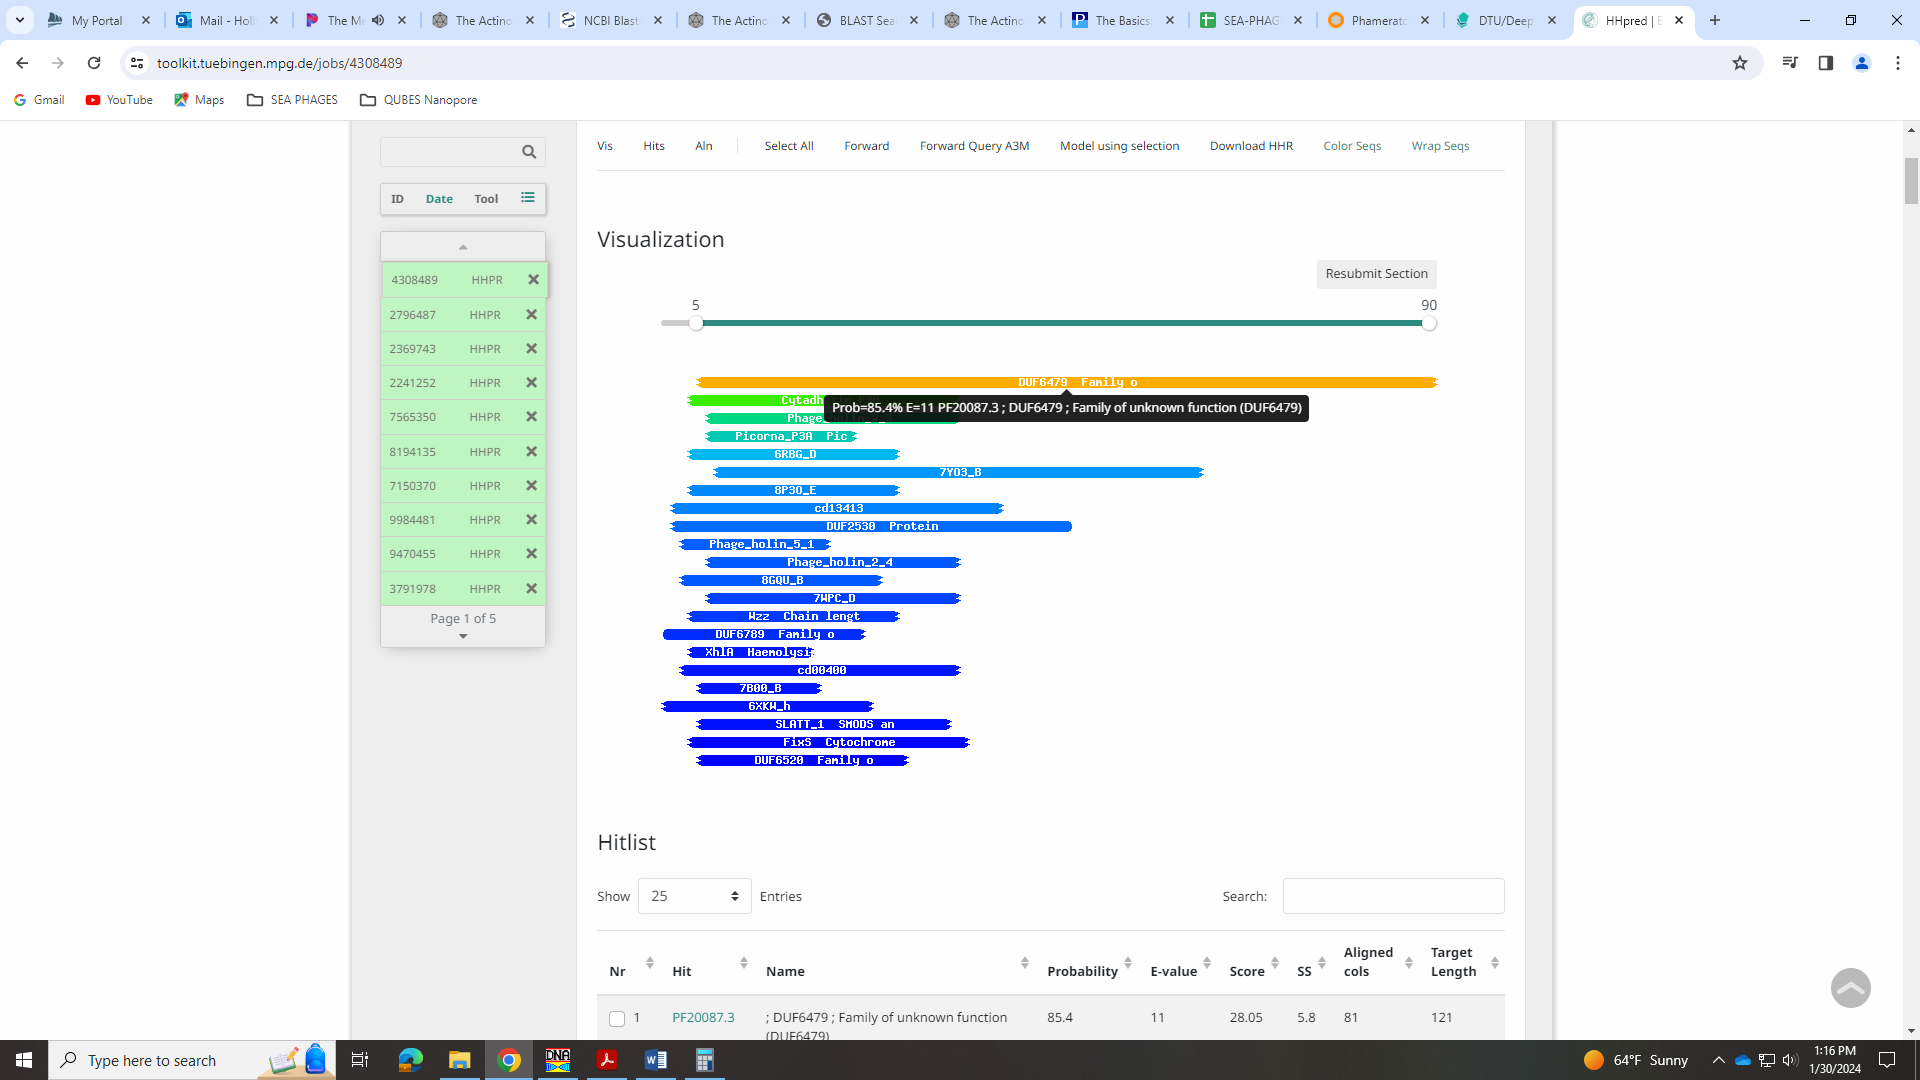 My Portal
Mail - Holl
The Me
The Actino
NCBI Blast
The Actino
BLAST Sea
The Actino
The Basics
SEA-PHAG
Phamerato
DTU/Deep
HHpred | B
toolkit.tuebingen.mpg.de/jobs/4308489
Gmail
YouTube
Maps
SEA PHAGES
QUBES Nanopore
Vis
Hits
Aln
Select All
Forward
Forward Query A3M
Model using selection
Download HHR
Color Seqs
Wrap Seqs
ID Date Tool
4308489 HHPR
2796487 HHPR
2369743 HHPR
2241252 HHPR
7565350 HHPR
8194135 HHPR
7150370 HHPR
9984481 HHPR
9470455 HHPR
3791978 HHPR
Page 1 of 5
Visualization
Resubmit Section
5 90
DUF6479 Family o
Cytadh
Prob=85.4% E=11 PF20087.3 ; DUF6479 ; Family of unknown function (DUF6479)
Phage
Picorna_P3A Pic
6RBG_D
7YO3_B
8P3O_E
cd13413
DUF2530 Protein
Phage_holin_5_1
Phage_holin_2_4
8GQU_B
7WPC_D
Wzz Chain lengt
DUF6789 Family o
XhlA Haemolysi
cd00400
7B00_B
6XKW_h
SLATT_1 SMODS an
FixS Cytochrome
DUF6520 Family o
Hitlist
Show 25 Entries
Search:
Nr Hit Name Probability E-value Score SS Aligned cols Target Length
1 PF20087.3 ; DUF6479 ; Family of unknown function (DUF6479) 85.4 11 28.05 5.8 81 121
Type here to search
64°F Sunny
1:16 PM
1/30/2024